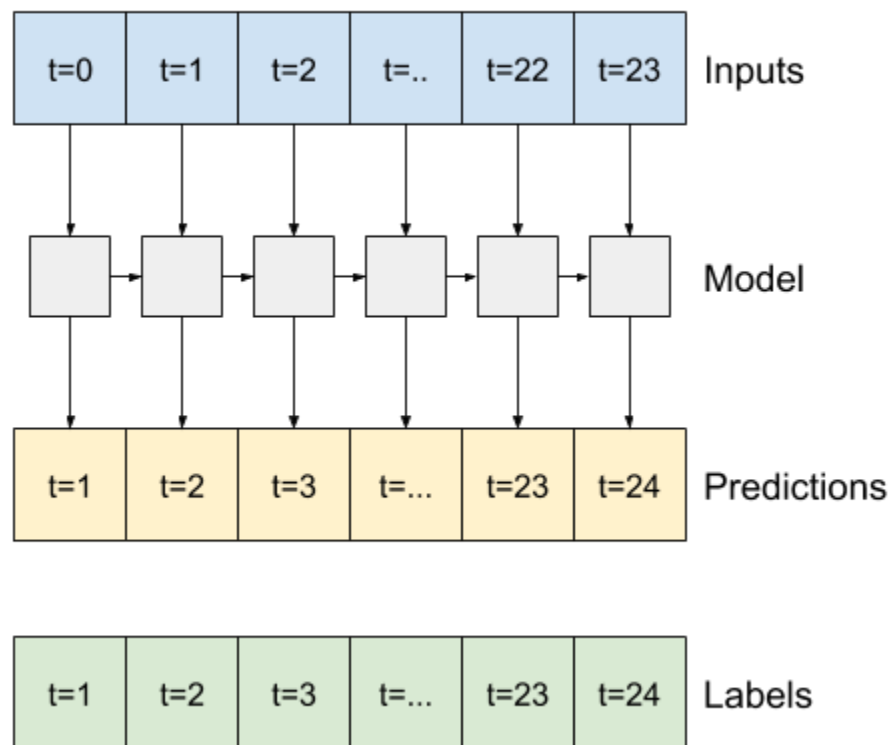 t=0 t=1 t=2 t=.. t=22 t=23 Inputs
Model
t=1 t=2 t=3 t=... t=23 t=24 Predictions
t=1 t=2 t=3 t=... t=23 t=24 Labels